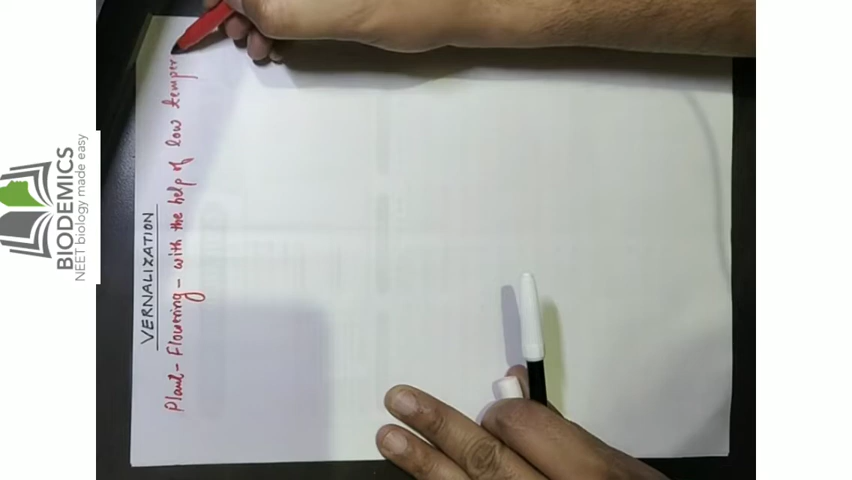 BIODEMICS
NEET biology made easy
VERNALIZATION
Plant - Flowering - with the help of low temper